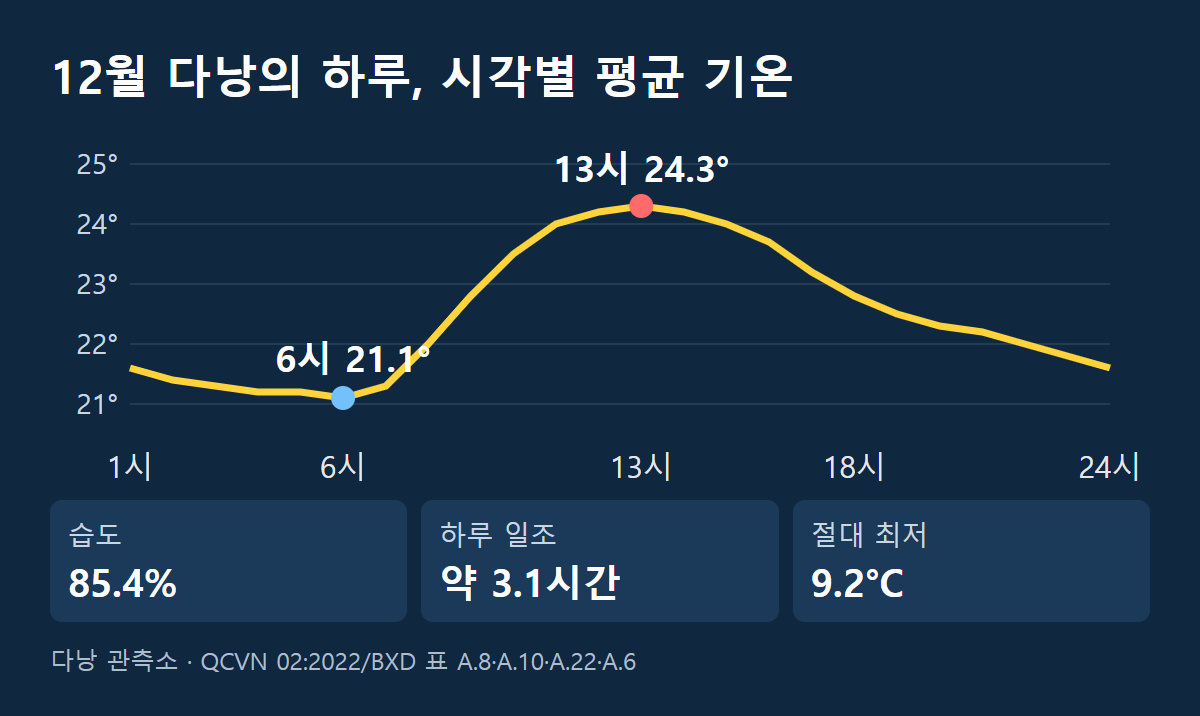 12월 다낭의 하루, 시각별 평균 기온
25°
13시 24.3°
24°
23°
22°
6시 21.1°
21°
1시 6시 13시 18시 24시
습도 하루 일조 절대 최저
85.4% 약 3.1시간 9.2°C
다낭 관측소 · QCVN 02:2022/BXD 표 A.8·A.10·A.22·A.6